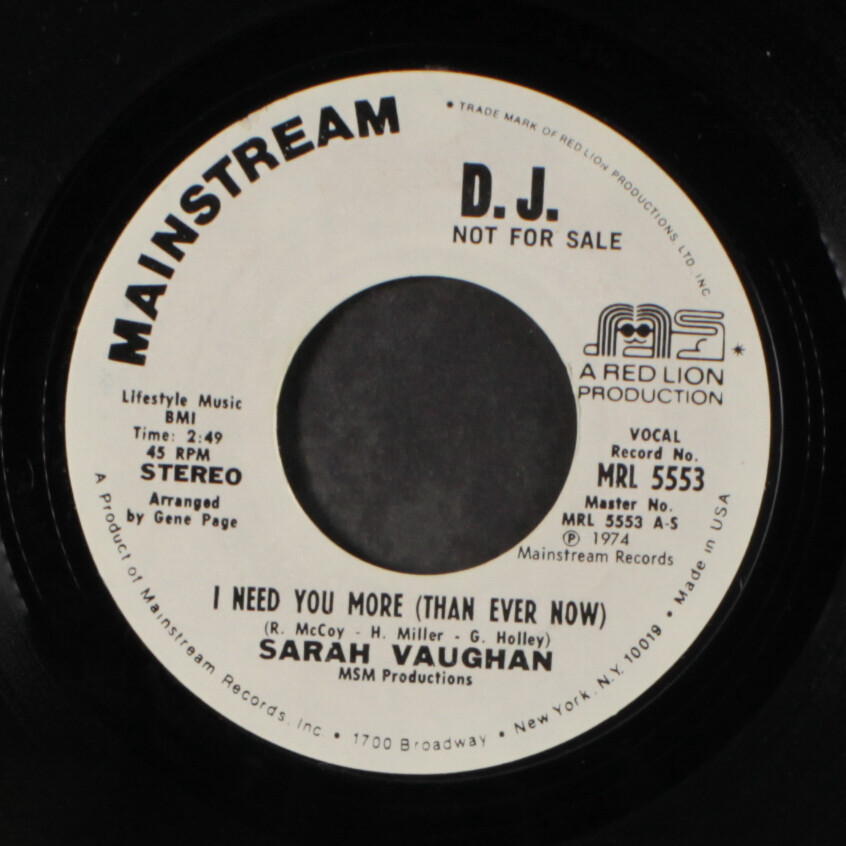 MAINSTREAM
• TRADE MARK OF RED LION PRODUCTIONS, LTD. INC.
D.J.
NOT FOR SALE
MS *
A RED LION
PRODUCTION
Lifestyle Music
BMI
Time: 2:49
45 RPM
STEREO
Arranged
by Gene Page
VOCAL
Record No.
MRL 5553
Master No.
MRL 5553 A-S
Ⓟ 1974
Mainstream Records
I NEED YOU MORE (THAN EVER NOW)
(R. McCoy - H. Miller - G. Holley)
SARAH VAUGHAN
MSM Productions
A Product of Mainstream Records, Inc. • 1700 Broadway • New York, N.Y. 10019 • Made in USA